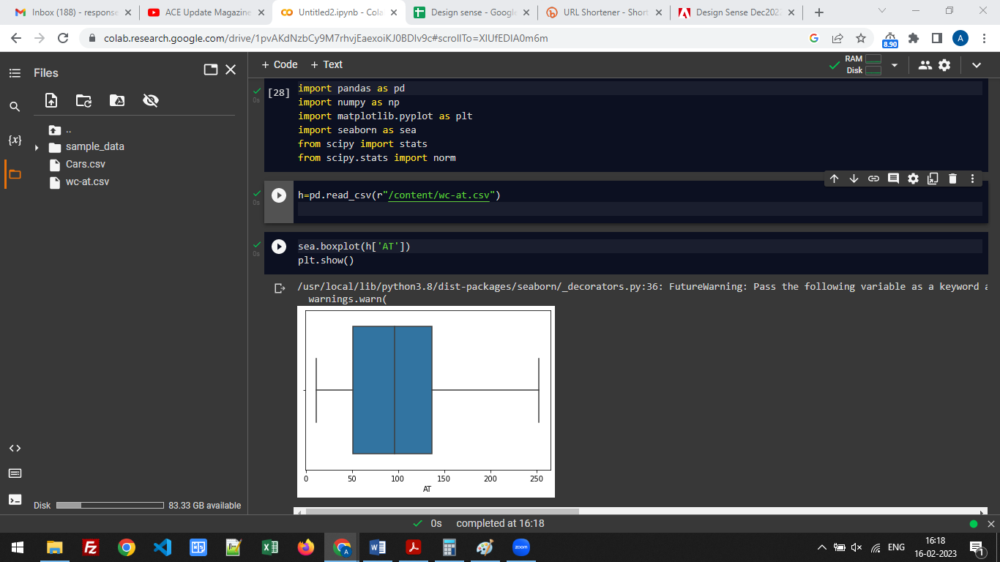 Inbox (188) - response
ACE Update Magazine
Untitled2.ipynb - Cola
Design sense - Google
URL Shortener - Short
Design Sense Dec2022
colab.research.google.com/drive/1pvAKdNzbCy9M7rhvjEaexoiKJ0BDIv9c#scrollTo=XlUfEDIA0m6m
8.90
A
Files
+ Code + Text
RAM
Disk
..
sample_data
Cars.csv
wc-at.csv
{x}
[28]
0s
import pandas as pd
import numpy as np
import matplotlib.pyplot as plt
import seaborn as sea
from scipy import stats
from scipy.stats import norm
0s
h=pd.read_csv(r"/content/wc-at.csv")
0s
sea.boxplot(h['AT'])
plt.show()
/usr/local/lib/python3.8/dist-packages/seaborn/_decorators.py:36: FutureWarning: Pass the following variable as a keyword a
warnings.warn(
0 50 100 150 200 250
AT
Disk 83.33 GB available
0s completed at 16:18
zoom
ENG
16:18
16-02-2023
1